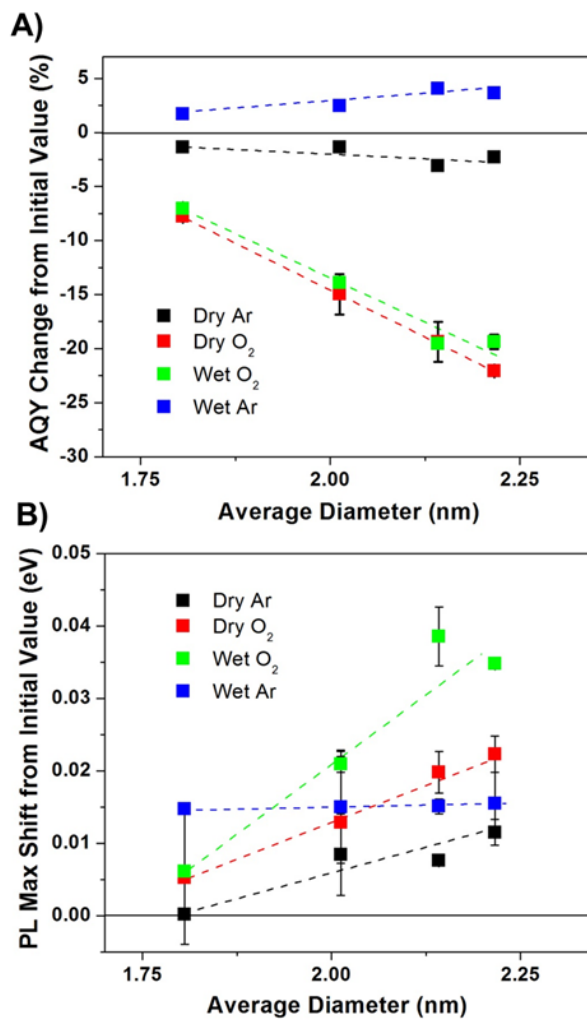 A)
AQY Change from Initial Value (%)
5
0
-5
-10
-15
-20
-25
-30
Dry Ar
Dry O₂
Wet O₂
Wet Ar
1.75
2.00
2.25
Average Diameter (nm)
B)
PL Max Shift from Initial Value (eV)
0.05
0.04
0.03
0.02
0.01
0.00
Dry Ar
Dry O₂
Wet O₂
Wet Ar
1.75
2.00
2.25
Average Diameter (nm)